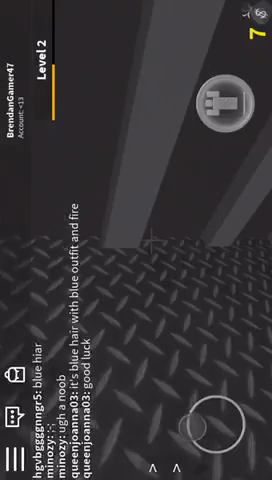 BrendanGamer47
Account: <13
Level 2
7
hgvbggggnngr5: blue hiar
minozy: ;-;
minozy: ugh a noob
queenjoanna03: it's blue hair with blue outfit and fire
queenjoanna03: good luck